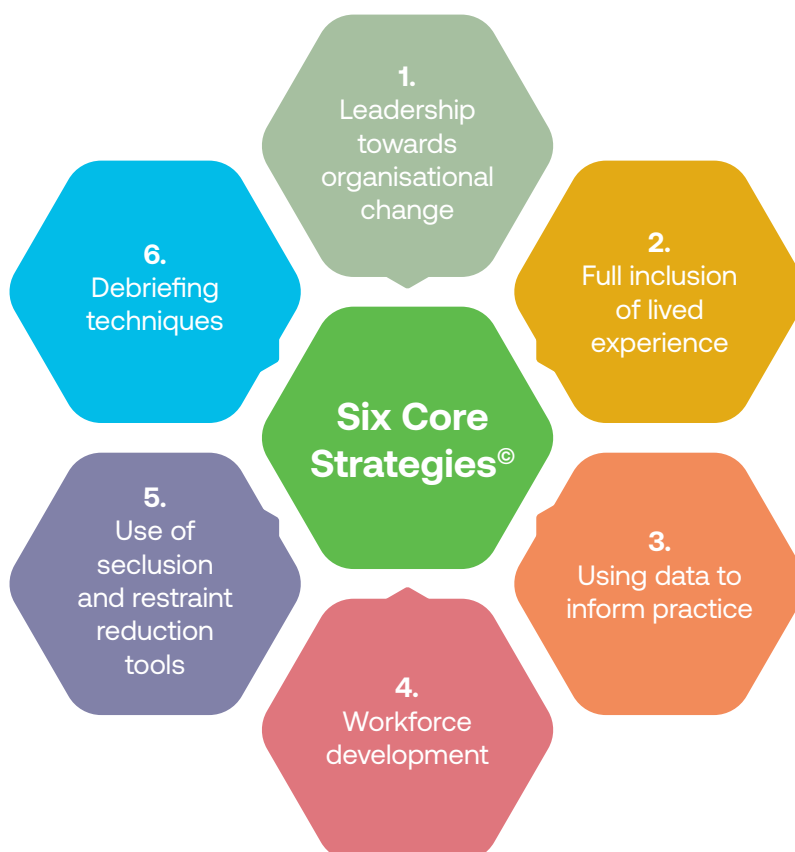 1.
Leadership
towards
organisational
change
2.
Full inclusion
of lived
experience
3.
Using data to
inform practice
4.
Workforce
development
5.
Use of
seclusion
and restraint
reduction
tools
6.
Debriefing
techniques
Six Core
Strategies©